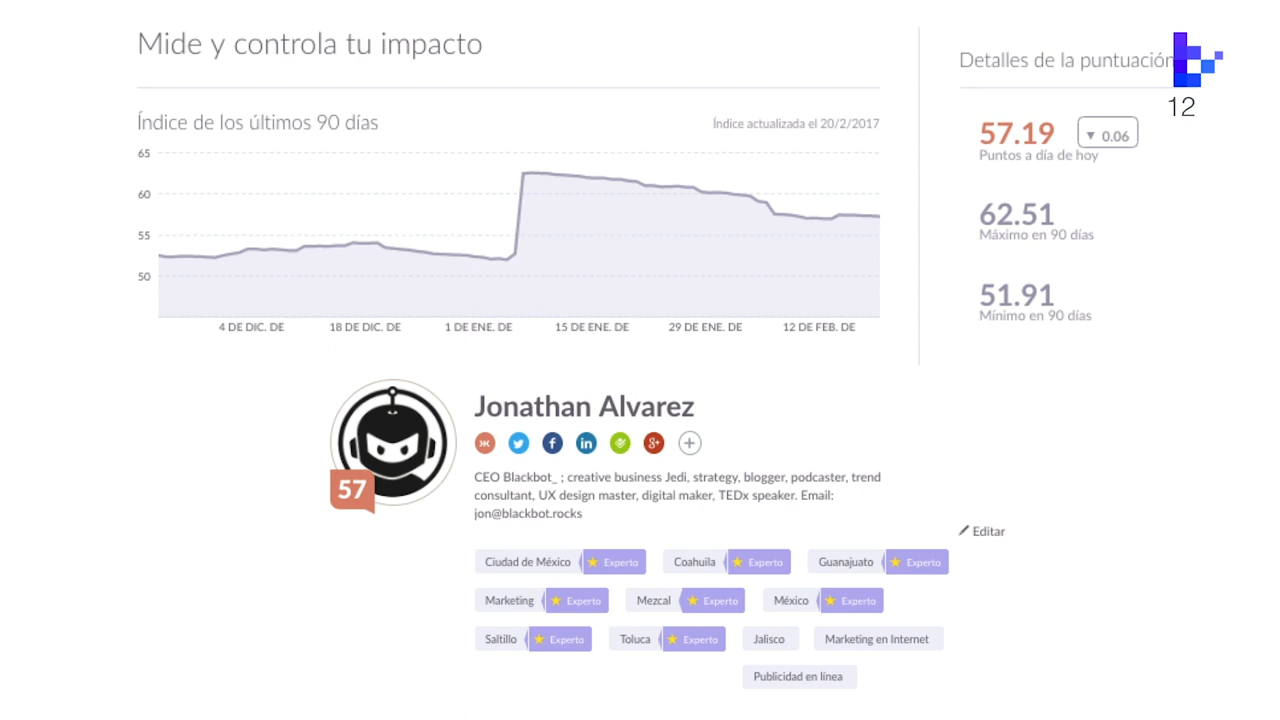 Mide y controla tu impacto
Detalles de la puntuación
12
Índice de los últimos 90 días
Índice actualizada el 20/2/2017
65
60
55
50
4 DE DIC. DE
18 DE DIC. DE
1 DE ENE. DE
15 DE ENE. DE
29 DE ENE. DE
12 DE FEB. DE
57.19
▼ 0.06
Puntos a día de hoy
62.51
Máximo en 90 días
51.91
Mínimo en 90 días
57
Jonathan Alvarez
f
in
g+
CEO Blackbot_ ; creative business Jedi, strategy, blogger, podcaster, trend
consultant, UX design master, digital maker, TEDx speaker. Email:
jon@blackbot.rocks
Editar
Ciudad de México Experto
Coahuila Experto
Guanajuato Experto
Marketing Experto
Mezcal Experto
México Experto
Saltillo Experto
Toluca Experto
Jalisco
Marketing en Internet
Publicidad en línea